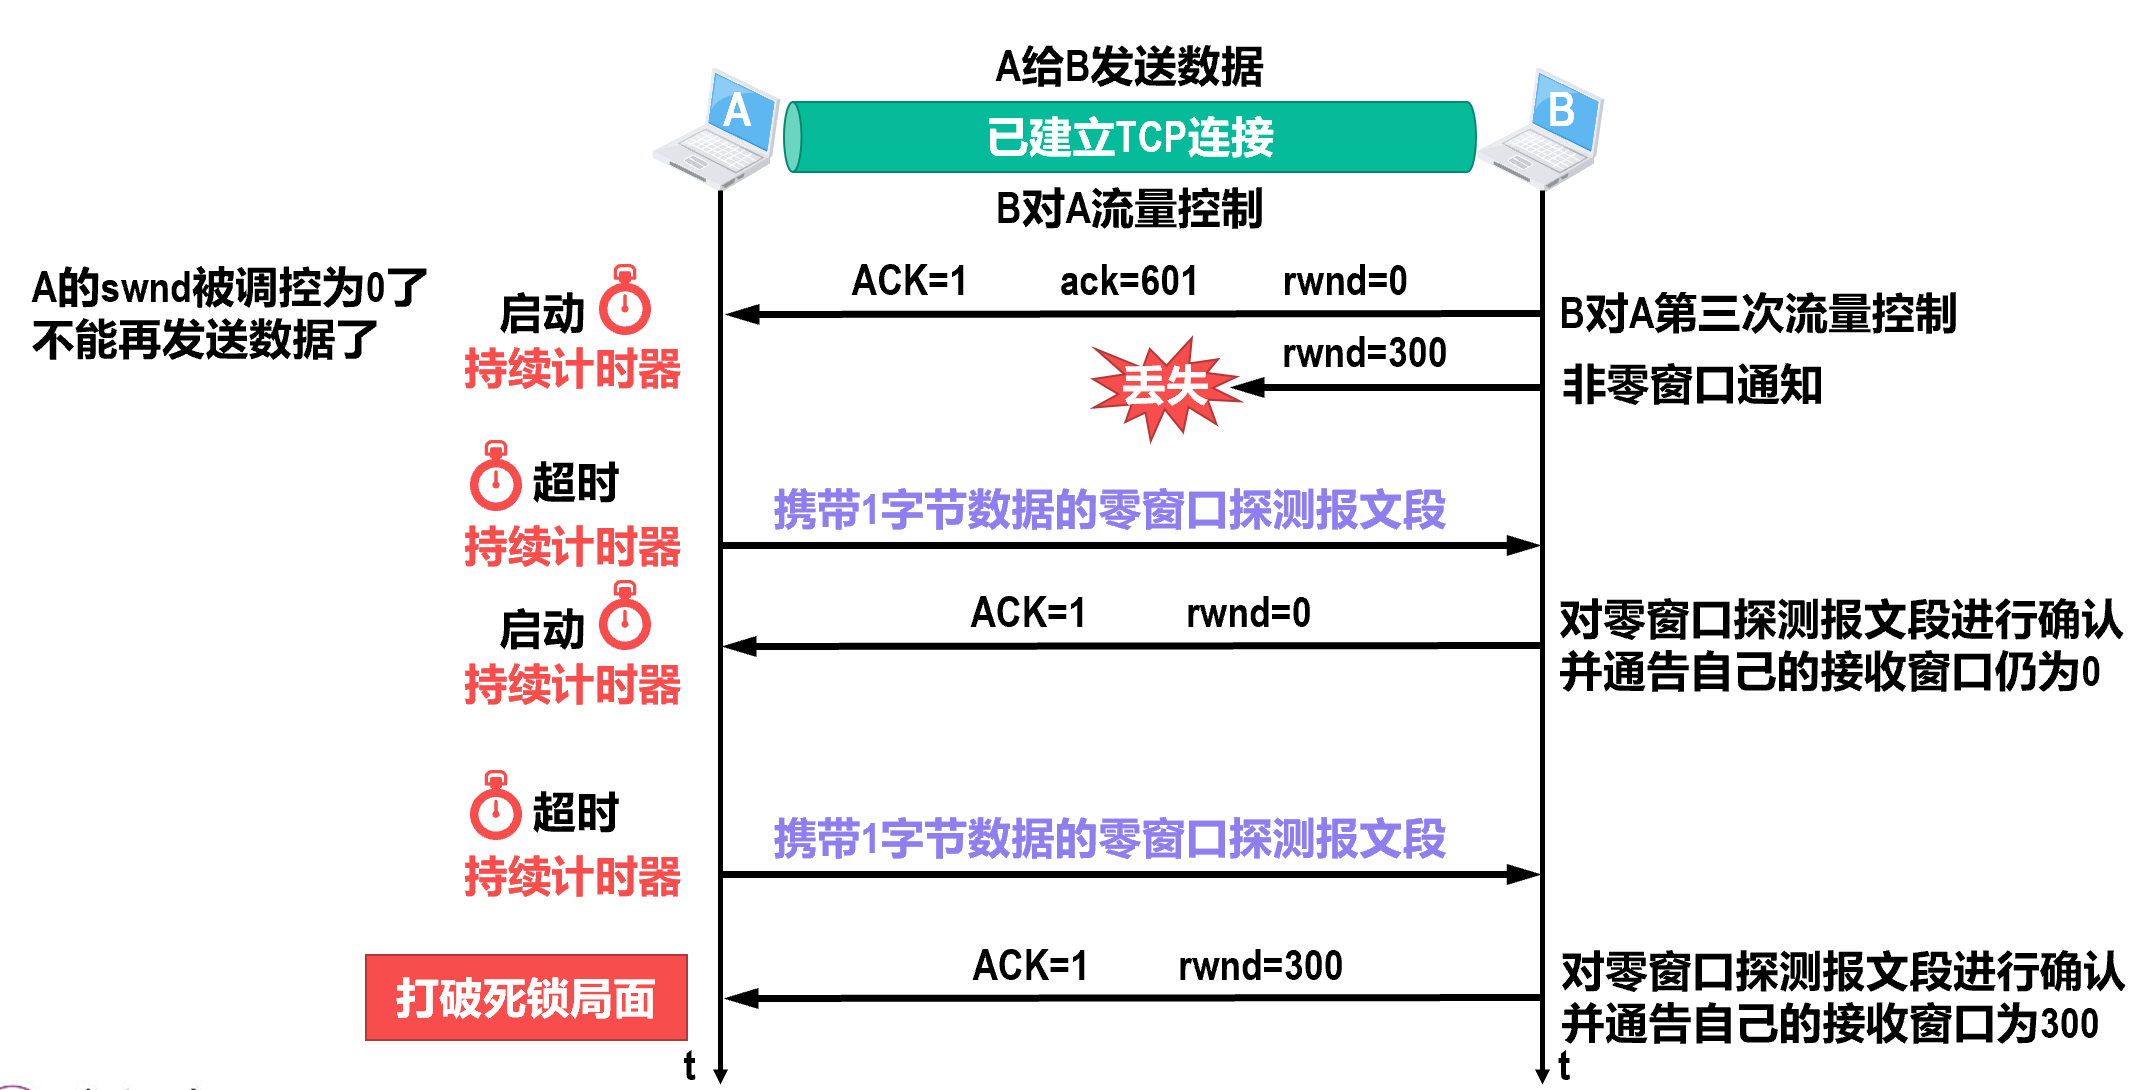 A给B发送数据
A
已建立TCP连接
B
B对A流量控制
A的swnd被调控为0了
不能再发送数据了
启动
持续计时器
ACK=1 ack=601 rwnd=0
B对A第三次流量控制
rwnd=300
丢失
非零窗口通知
超时
持续计时器
携带1字节数据的零窗口探测报文段
启动
持续计时器
ACK=1 rwnd=0
对零窗口探测报文段进行确认
并通告自己的接收窗口仍为0
超时
持续计时器
携带1字节数据的零窗口探测报文段
打破死锁局面
ACK=1 rwnd=300
对零窗口探测报文段进行确认
并通告自己的接收窗口为300
t
t